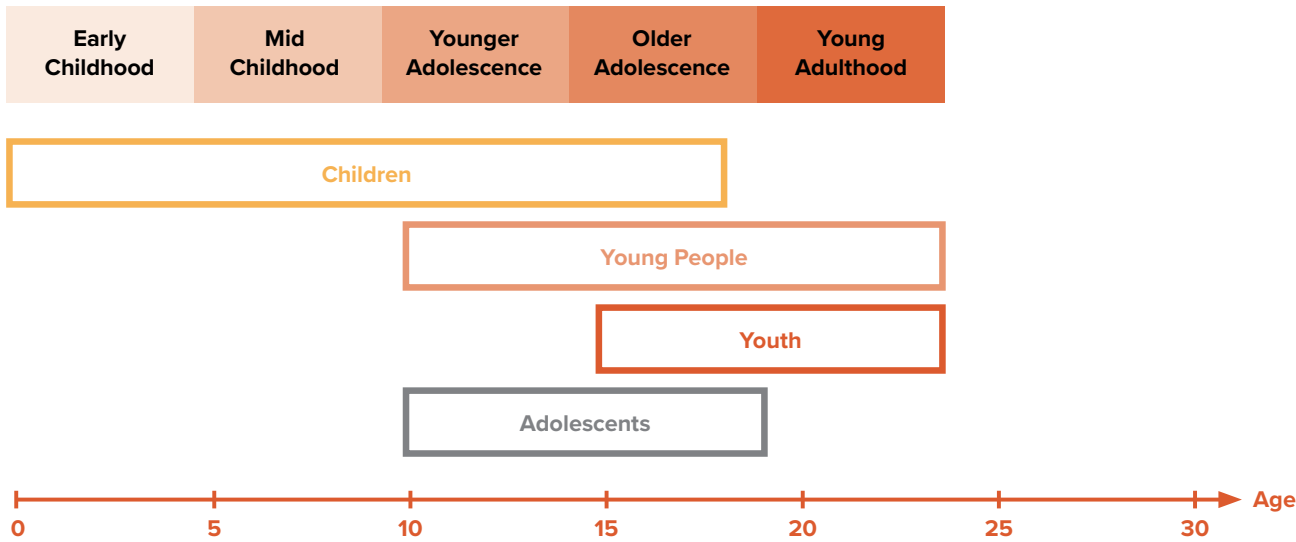 Early
Childhood
Mid
Childhood
Younger
Adolescence
Older
Adolescence
Young
Adulthood
Children
Young People
Youth
Adolescents
Age
0 5 10 15 20 25 30